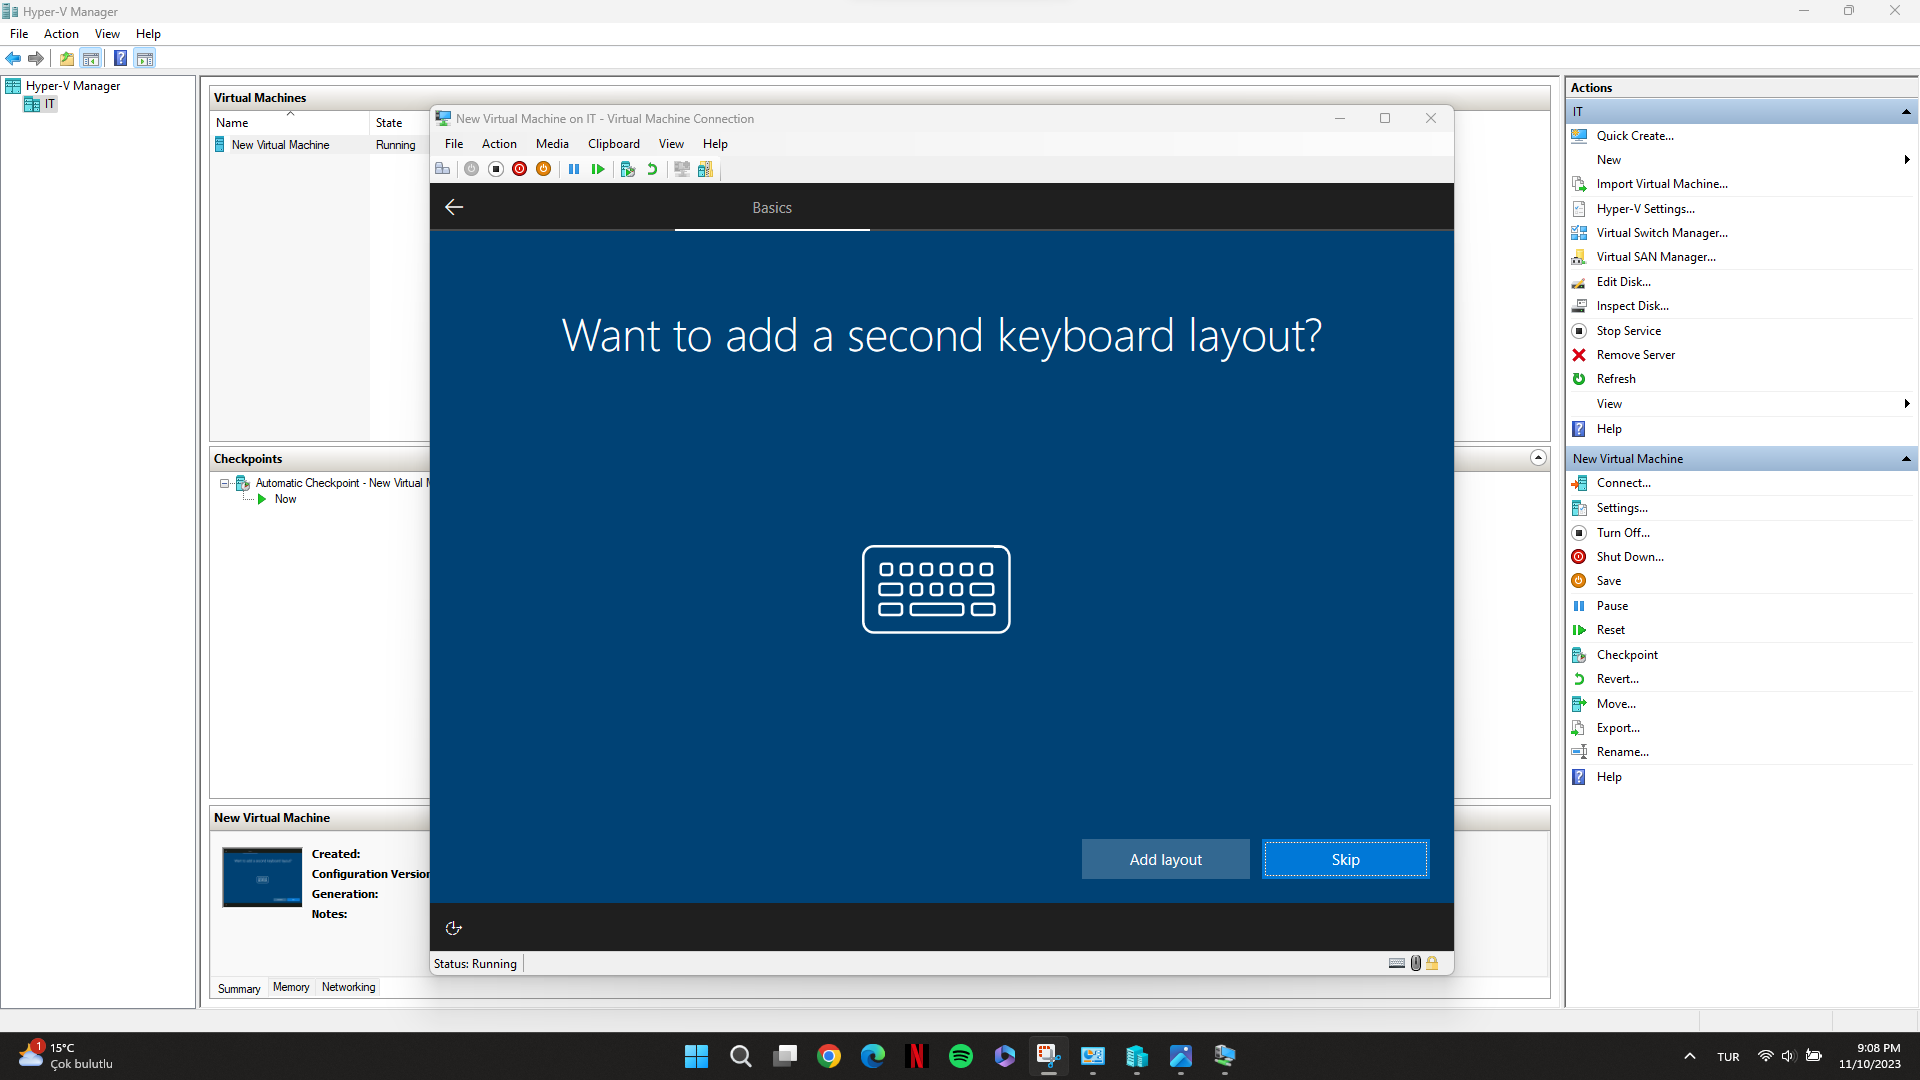 Hyper-V Manager
File Action View Help
Hyper-V Manager
IT
Virtual Machines
Name State
New Virtual Machine Running
New Virtual Machine on IT - Virtual Machine Connection
File Action Media Clipboard View Help
Basics
Want to add a second keyboard layout?
Add layout Skip
Status: Running
Checkpoints
Automatic Checkpoint - New Virtual
Now
New Virtual Machine
Created:
Configuration Version
Generation:
Notes:
Summary Memory Networking
Actions
IT
Quick Create...
New
Import Virtual Machine...
Hyper-V Settings...
Virtual Switch Manager...
Virtual SAN Manager...
Edit Disk...
Inspect Disk...
Stop Service
Remove Server
Refresh
View
Help
New Virtual Machine
Connect...
Settings...
Turn Off...
Shut Down...
Save
Pause
Reset
Checkpoint
Revert...
Move...
Export...
Rename...
Help
1
15°C
Çok bulutlu
TUR
9:08 PM
11/10/2023